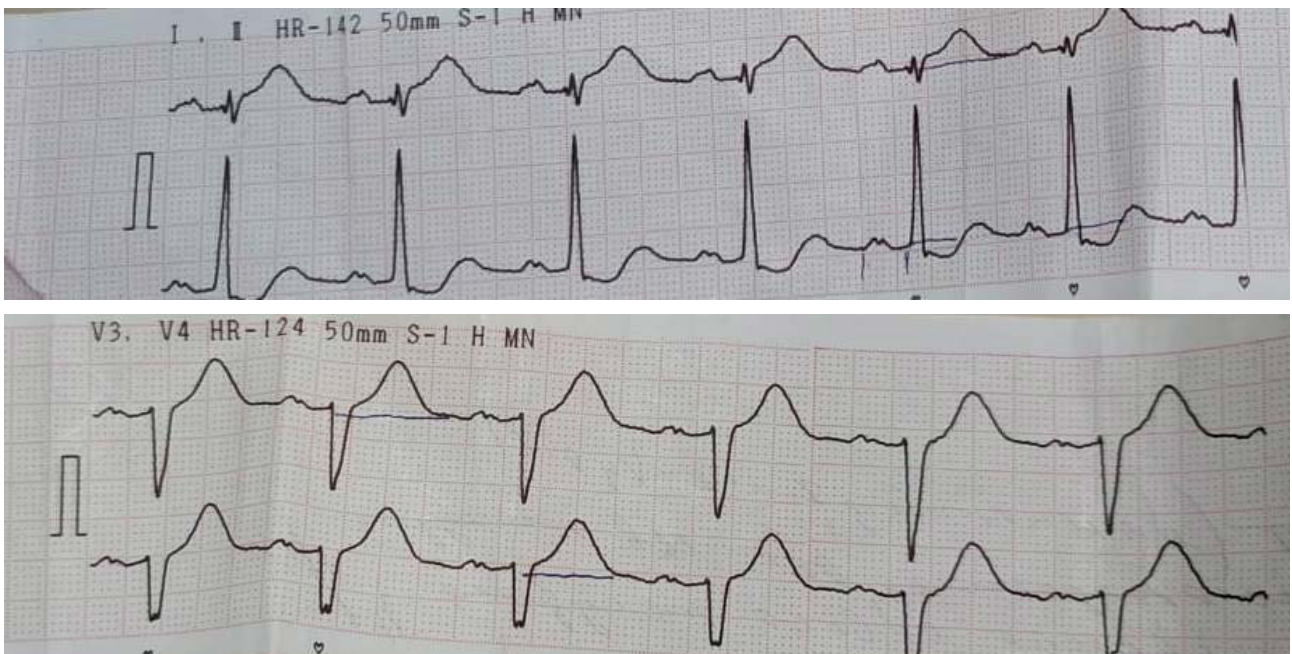 I . II HR-142 50mm S-1 H MN
V3. V4 HR-124 50mm S-1 H MN